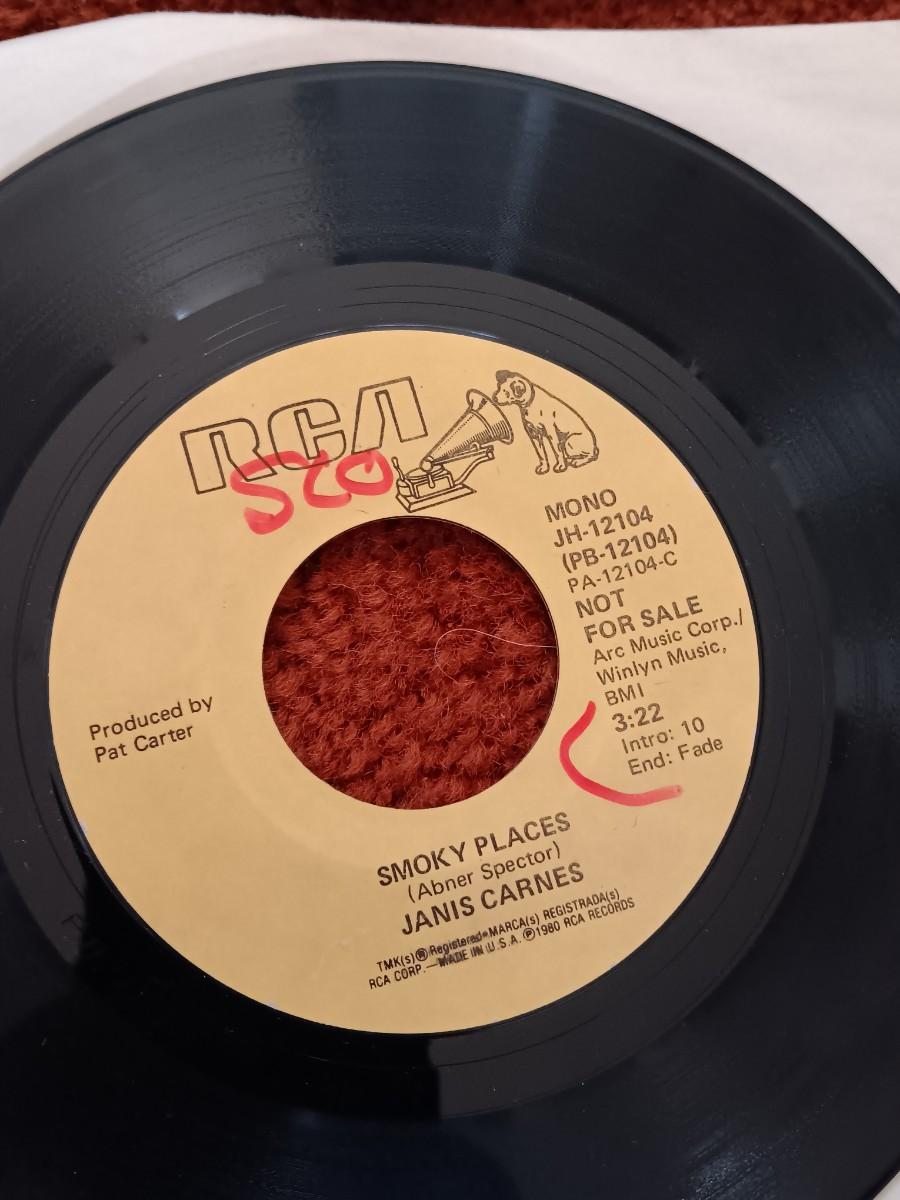 RCA
SCO
MONO
JH-12104
(PB-12104)
PA-12104-C
NOT
FOR SALE
Arc Music Corp./
Winlyn Music,
BMI
3:22
Intro: 10
End: Fade
Produced by
Pat Carter
SMOKY PLACES
(Abner Spector)
JANIS CARNES
TMK(s)®Registered•MARCA(s) REGISTRADA(s)
RCA CORP.—MADE IN U.S.A. ℗1980 RCA RECORDS